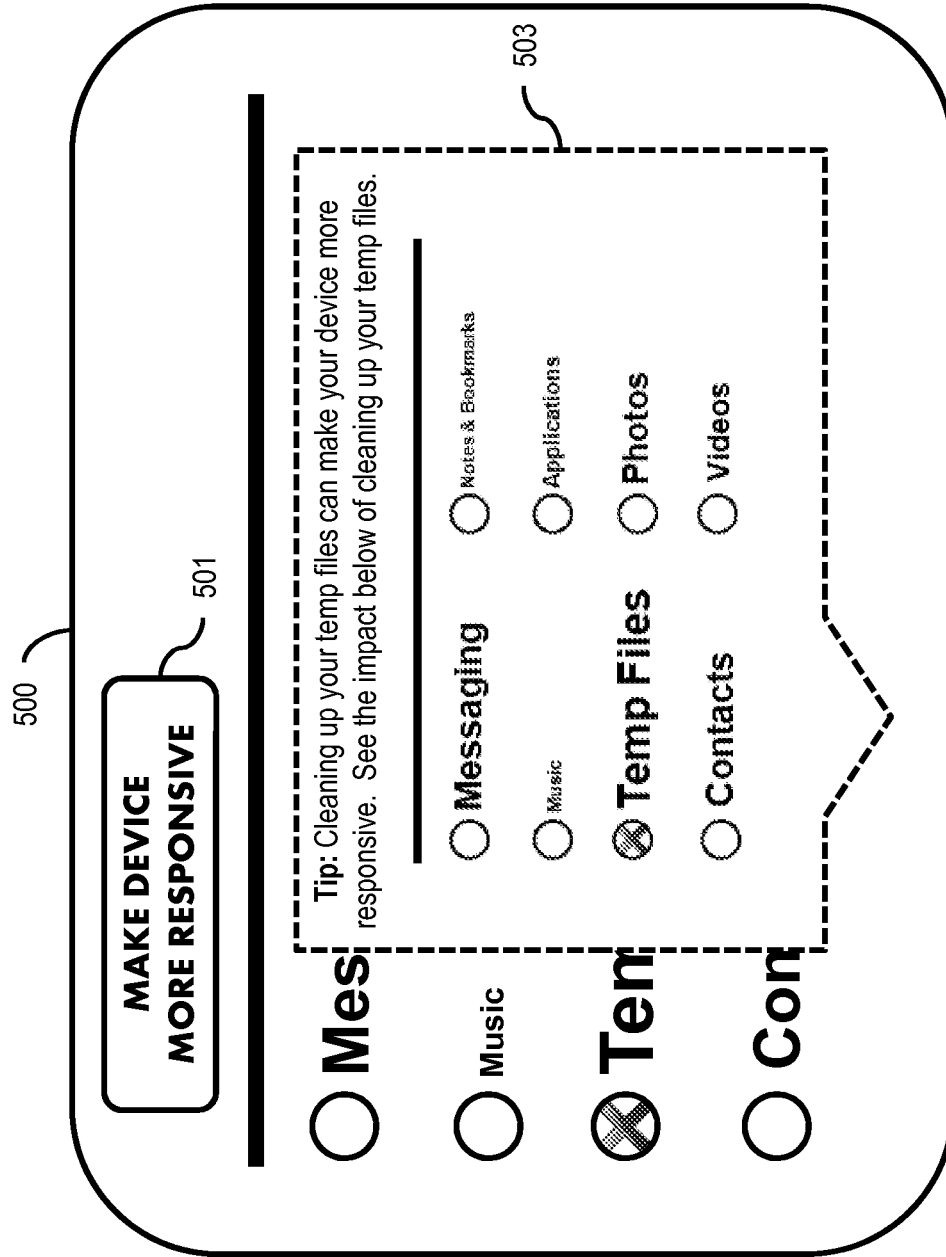 500
MAKE DEVICE
MORE RESPONSIVE
501
503
Tip: Cleaning up your temp files can make your device more
responsive. See the impact below of cleaning up your temp files.
Messaging
Notes & Bookmarks
Music
Applications
Temp Files
Photos
Contacts
Videos
Mes
Music
Tem
Con